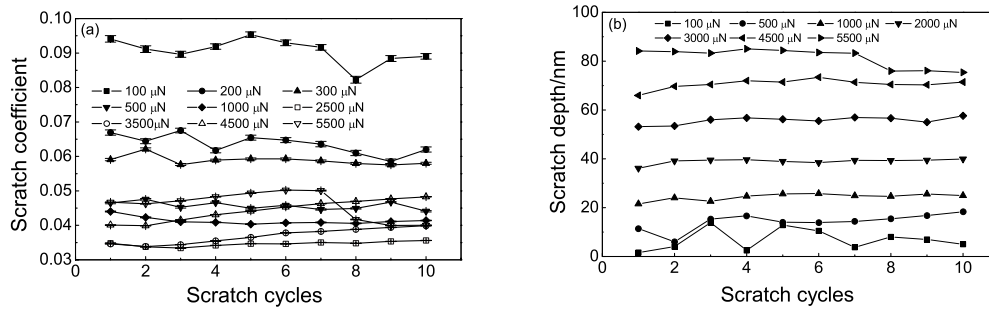 (a)
Scratch coefficient
0.10
0.09
0.08
0.07
0.06
0.05
0.04
0.03
100 μN 200 μN 300 μN
500 μN 1000 μN 2500 μN
3500μN 4500 μN 5500 μN
0 2 4 6 8 10
Scratch cycles
(b)
Scratch depth/nm
100
80
60
40
20
0
100 μN 500 μN 1000 μN 2000 μN
3000 μN 4500 μN 5500 μN
0 2 4 6 8 10
Scratch cycles